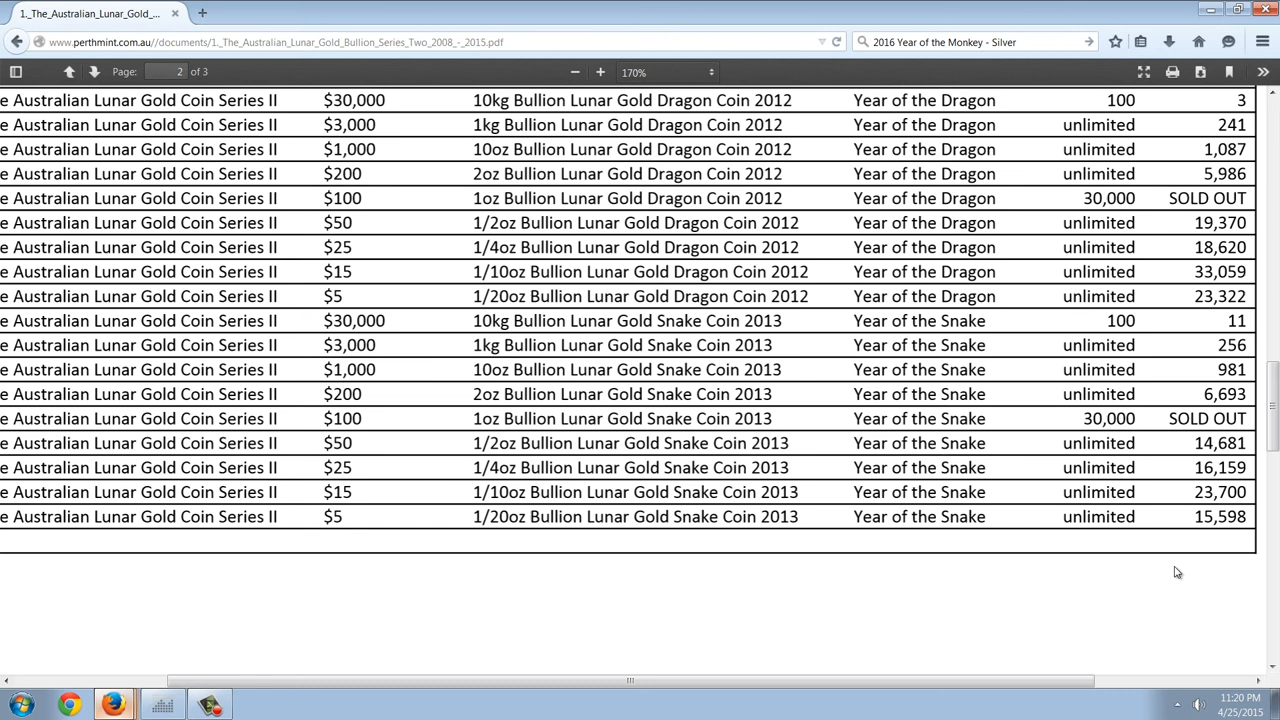 1._The_Australian_Lunar_Gold_...
www.perthmint.com.au//documents/1._The_Australian_Lunar_Gold_Bullion_Series_Two_2008_-_2015.pdf
2016 Year of the Monkey - Silver
Page: 2 of 3
170%
e Australian Lunar Gold Coin Series II $30,000 10kg Bullion Lunar Gold Dragon Coin 2012 Year of the Dragon 100 3
e Australian Lunar Gold Coin Series II $3,000 1kg Bullion Lunar Gold Dragon Coin 2012 Year of the Dragon unlimited 241
e Australian Lunar Gold Coin Series II $1,000 10oz Bullion Lunar Gold Dragon Coin 2012 Year of the Dragon unlimited 1,087
e Australian Lunar Gold Coin Series II $200 2oz Bullion Lunar Gold Dragon Coin 2012 Year of the Dragon unlimited 5,986
e Australian Lunar Gold Coin Series II $100 1oz Bullion Lunar Gold Dragon Coin 2012 Year of the Dragon 30,000 SOLD OUT
e Australian Lunar Gold Coin Series II $50 1/2oz Bullion Lunar Gold Dragon Coin 2012 Year of the Dragon unlimited 19,370
e Australian Lunar Gold Coin Series II $25 1/4oz Bullion Lunar Gold Dragon Coin 2012 Year of the Dragon unlimited 18,620
e Australian Lunar Gold Coin Series II $15 1/10oz Bullion Lunar Gold Dragon Coin 2012 Year of the Dragon unlimited 33,059
e Australian Lunar Gold Coin Series II $5 1/20oz Bullion Lunar Gold Dragon Coin 2012 Year of the Dragon unlimited 23,322
e Australian Lunar Gold Coin Series II $30,000 10kg Bullion Lunar Gold Snake Coin 2013 Year of the Snake 100 11
e Australian Lunar Gold Coin Series II $3,000 1kg Bullion Lunar Gold Snake Coin 2013 Year of the Snake unlimited 256
e Australian Lunar Gold Coin Series II $1,000 10oz Bullion Lunar Gold Snake Coin 2013 Year of the Snake unlimited 981
e Australian Lunar Gold Coin Series II $200 2oz Bullion Lunar Gold Snake Coin 2013 Year of the Snake unlimited 6,693
e Australian Lunar Gold Coin Series II $100 1oz Bullion Lunar Gold Snake Coin 2013 Year of the Snake 30,000 SOLD OUT
e Australian Lunar Gold Coin Series II $50 1/2oz Bullion Lunar Gold Snake Coin 2013 Year of the Snake unlimited 14,681
e Australian Lunar Gold Coin Series II $25 1/4oz Bullion Lunar Gold Snake Coin 2013 Year of the Snake unlimited 16,159
e Australian Lunar Gold Coin Series II $15 1/10oz Bullion Lunar Gold Snake Coin 2013 Year of the Snake unlimited 23,700
e Australian Lunar Gold Coin Series II $5 1/20oz Bullion Lunar Gold Snake Coin 2013 Year of the Snake unlimited 15,598
11:20 PM
4/25/2015